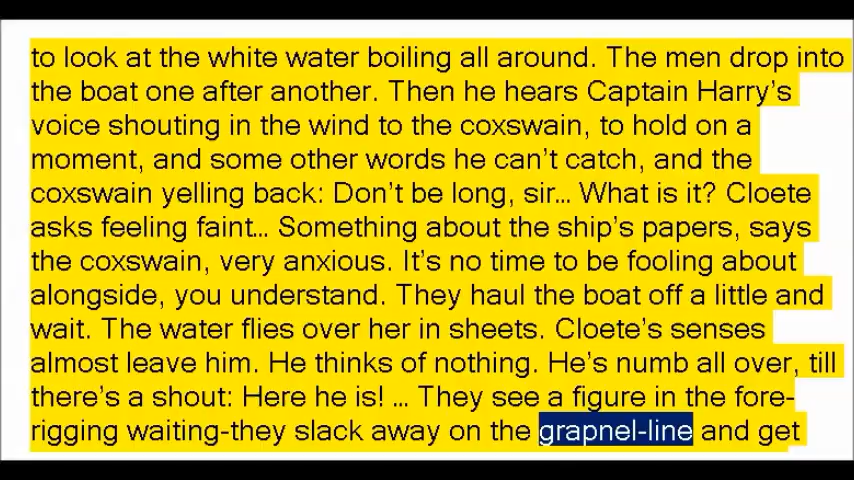 to look at the white water boiling all around. The men drop into
the boat one after another. Then he hears Captain Harry’s
voice shouting in the wind to the coxswain, to hold on a
moment, and some other words he can’t catch, and the
coxswain yelling back: Don’t be long, sir... What is it? Cloete
asks feeling faint... Something about the ship’s papers, says
the coxswain, very anxious. It’s no time to be fooling about
alongside, you understand. They haul the boat off a little and
wait. The water flies over her in sheets. Cloete’s senses
almost leave him. He thinks of nothing. He’s numb all over, till
there’s a shout: Here he is! ... They see a figure in the fore-
rigging waiting-they slack away on the grapnel-line and get